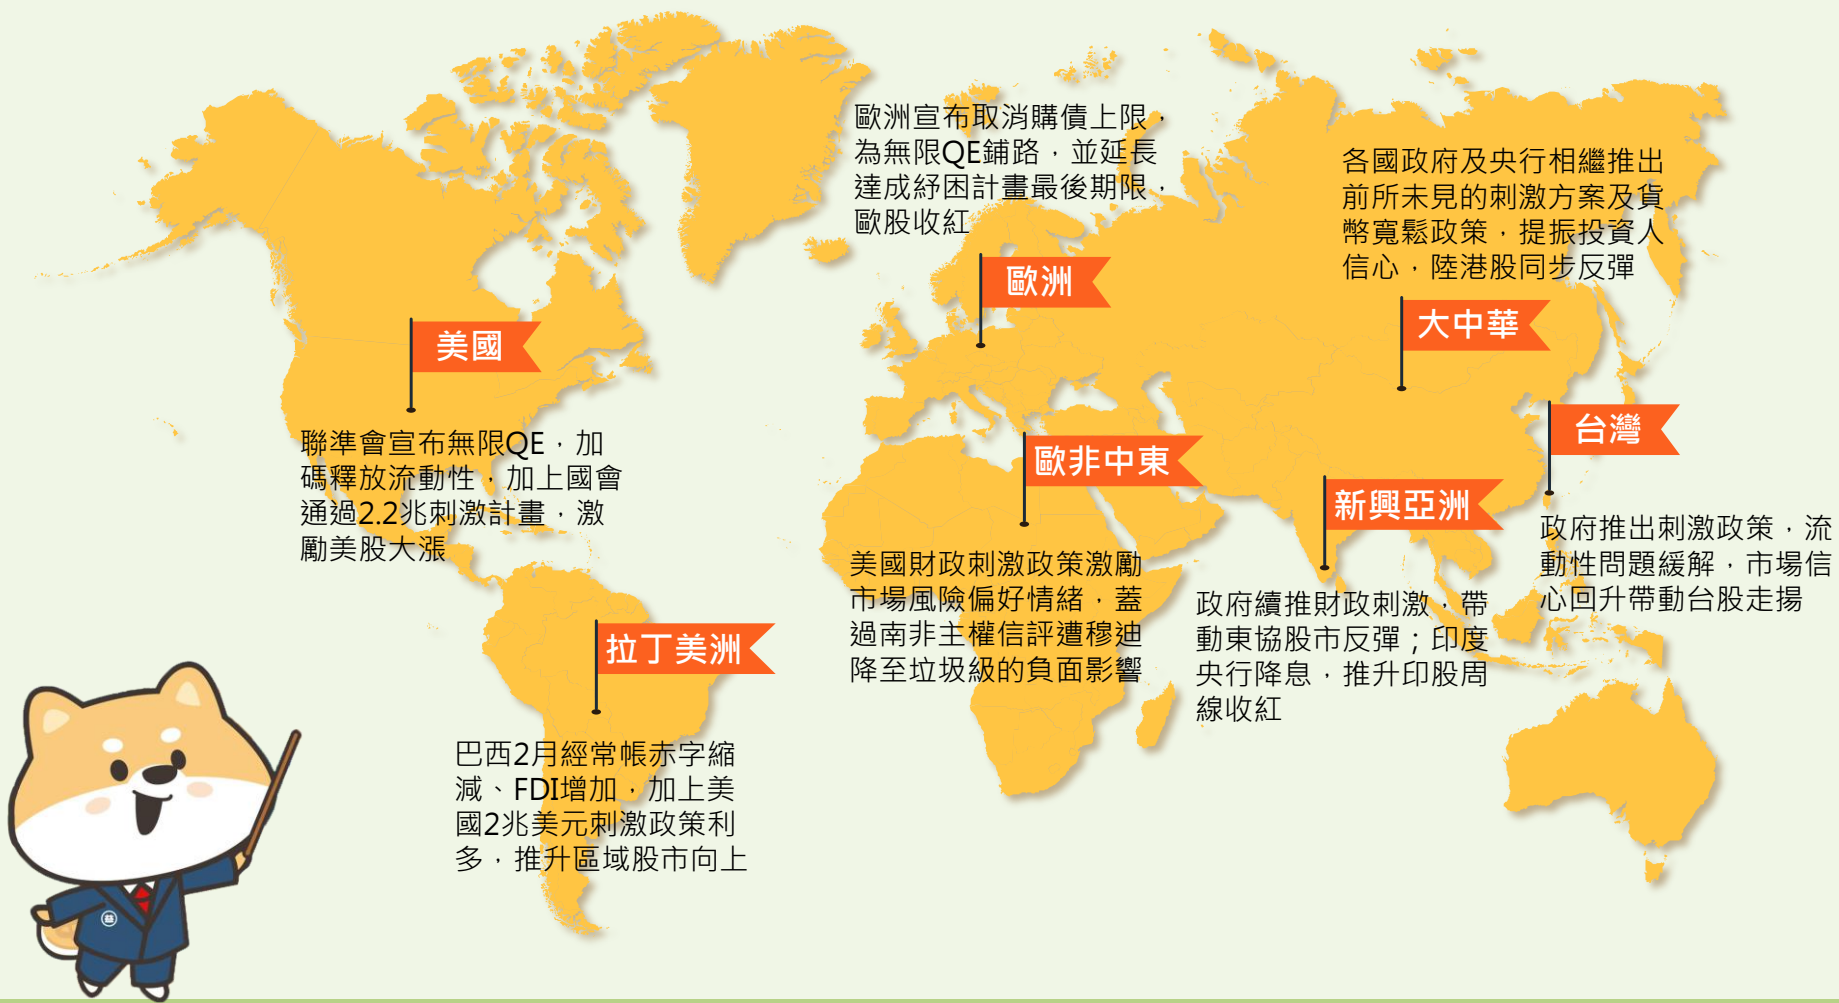 歐洲宣布取消購債上限，
為無限QE鋪路，並延長
達成紓困計畫最後期限，
歐股收紅
歐洲
各國政府及央行相繼推出
前所未見的刺激方案及貨
幣寬鬆政策，提振投資人
信心，陸港股同步反彈
大中華
美國
聯準會宣布無限QE，加
碼釋放流動性，加上國會
通過2.2兆刺激計畫，激
勵美股大漲
歐非中東
美國財政刺激政策激勵
市場風險偏好情緒，蓋
過南非主權信評遭穆迪
降至垃圾級的負面影響
新興亞洲
政府續推財政刺激，帶
動東協股市反彈；印度
央行降息，推升印股周
線收紅
台灣
政府推出刺激政策，流
動性問題緩解，市場信
心回升帶動台股走揚
拉丁美洲
巴西2月經常帳赤字縮
減、FDI增加，加上美
國2兆美元刺激政策利
多，推升區域股市向上